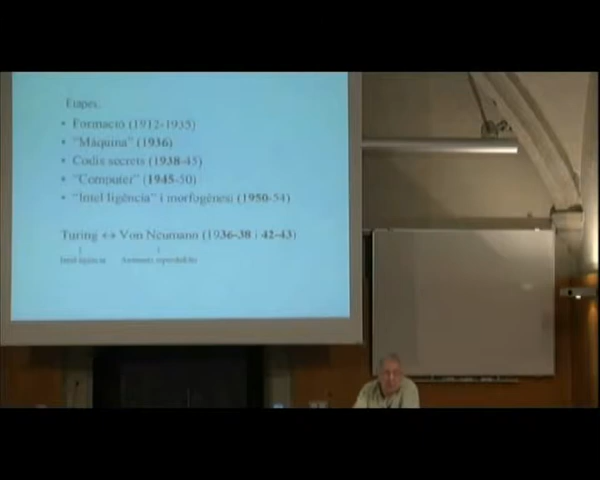 Etapes:
• Formació (1912-1935)
• "Màquina" (1936)
• Codis secrets (1938-45)
• "Computer" (1945-50)
• "Intel·ligència" i morfogènesi (1950-54)
Turing ↔ Von Neumann (1936-38 i 42-43)